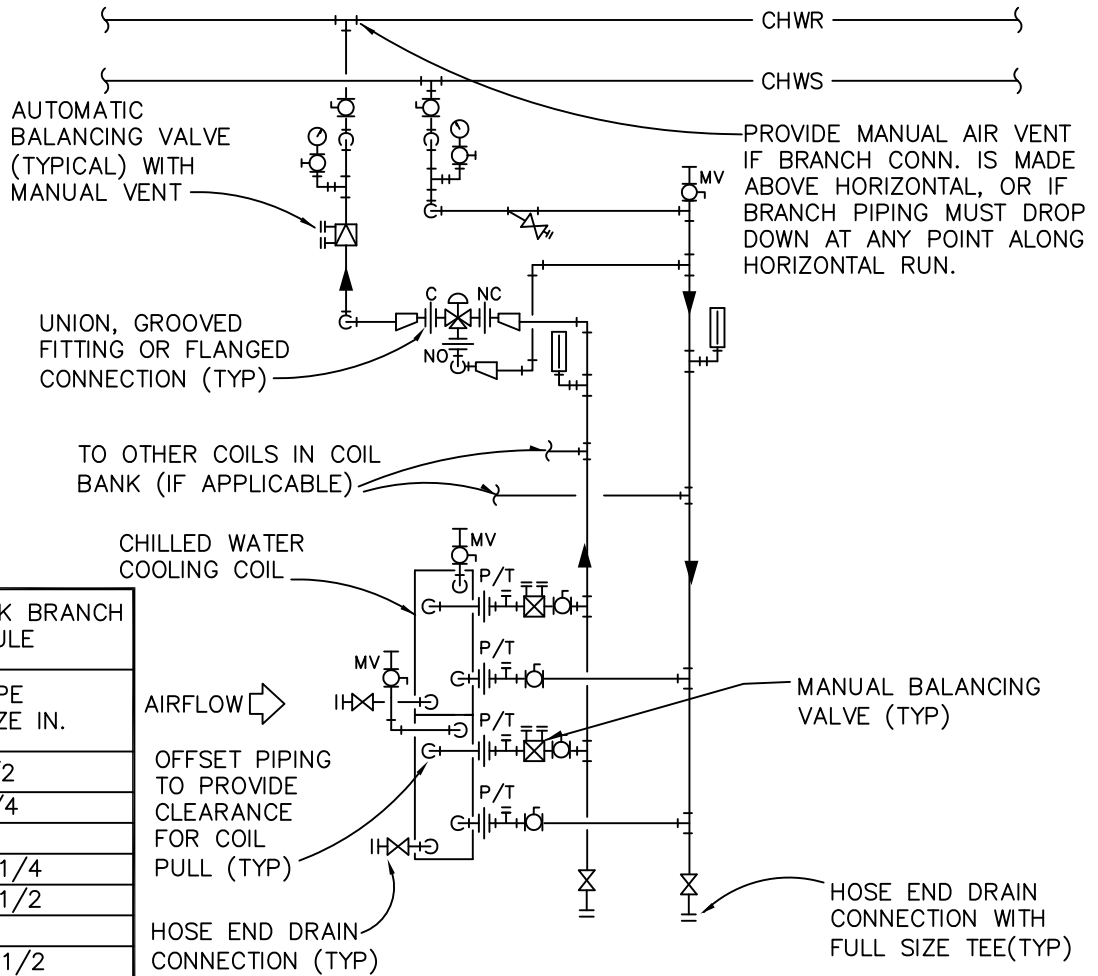 CHWR
CHWS
AUTOMATIC
BALANCING VALVE
(TYPICAL) WITH
MANUAL VENT
PROVIDE MANUAL AIR VENT
IF BRANCH CONN. IS MADE
ABOVE HORIZONTAL, OR IF
BRANCH PIPING MUST DROP
DOWN AT ANY POINT ALONG
HORIZONTAL RUN.
MV
C
NC
NO
UNION, GROOVED
FITTING OR FLANGED
CONNECTION (TYP)
TO OTHER COILS IN COIL
BANK (IF APPLICABLE)
CHILLED WATER
COOLING COIL
MV
P/T
P/T
MV
P/T
P/T
AIRFLOW
MANUAL BALANCING
VALVE (TYP)
OFFSET PIPING
TO PROVIDE
CLEARANCE
FOR COIL
PULL (TYP)
HOSE END DRAIN
CONNECTION (TYP)
HOSE END DRAIN
CONNECTION WITH
FULL SIZE TEE(TYP)
K BRANCH
ULE
PE
ZE IN.
/2
/4
1/4
1/2
1/2